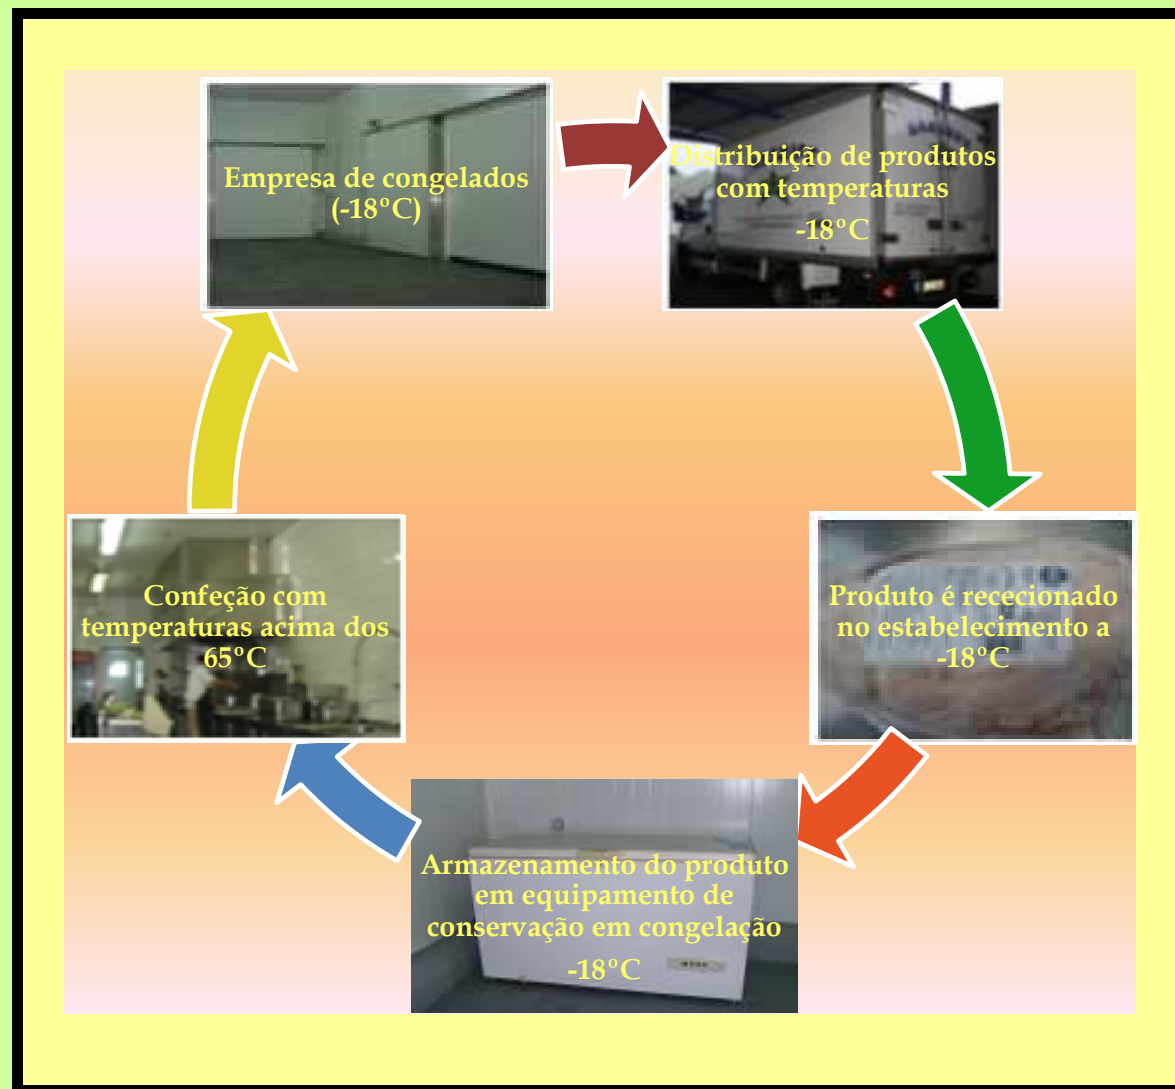 Empresa de congelados
(-18ºC)
Distribuição de produtos
com temperaturas
-18ºC
Produto é rececionado
no estabelecimento a
-18ºC
Armazenamento do produto
em equipamento de
conservação em congelação
-18ºC
Confeção com
temperaturas acima dos
65ºC